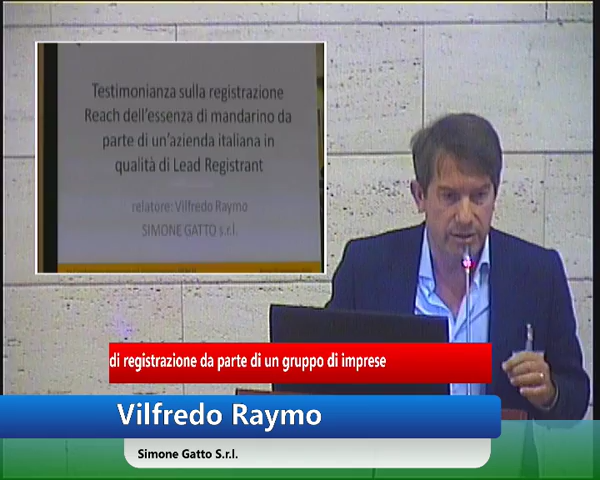 Testimonianza sulla registrazione
Reach dell'essenza di mandarino da
parte di un'azienda italiana in
qualità di Lead Registrant
relatore: Vilfredo Raymo
SIMONE GATTO s.r.l.
di registrazione da parte di un gruppo di imprese
Vilfredo Raymo
Simone Gatto S.r.l.